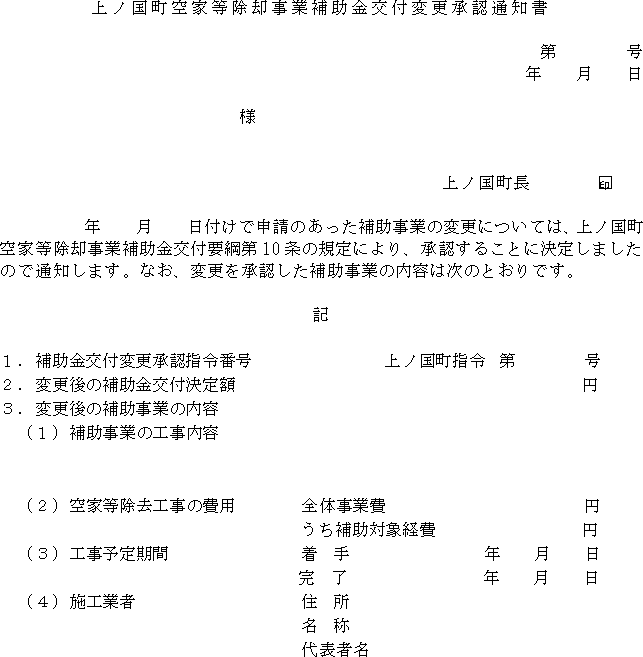 上ノ国町空家等除却事業補助金交付変更承認通知書
第　　　　号
年　　月　　日
様
上ノ国町長　　　　㊞
年　　月　　日付けで申請のあった補助事業の変更については、上ノ国町
空家等除却事業補助金交付要綱第10条の規定により、承認することに決定しました
ので通知します。なお、変更を承認した補助事業の内容は次のとおりです。
記
１．補助金交付変更承認指令番号　　　　上ノ国町指令　第　　　　号
２．変更後の補助金交付決定額　　　　円
３．変更後の補助事業の内容
（１）補助事業の工事内容
（２）空家等除去工事の費用　　　　全体事業費　　　　円
うち補助対象経費　　　　円
（３）工事予定期間　　　　着　手　　　　年　　月　　日
完　了　　　　年　　月　　日
（４）施工業者　　　　住　所
名　称
代表者名